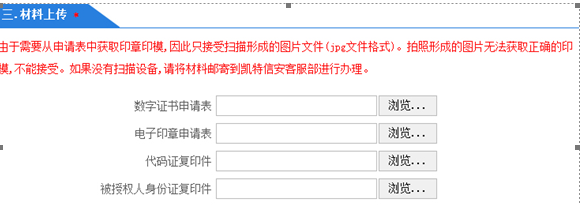 三.材料上传 *
由于需要从申请表中获取印章印模,因此只接受扫描形成的图片文件(jpg文件格式)。拍照形成的图片无法获取正确的印
模,不能接受。如果没有扫描设备,请将材料邮寄到凯特信安客服部进行办理。
数字证书申请表 浏览...
电子印章申请表 浏览...
代码证复印件 浏览...
被授权人身份证复印件 浏览...